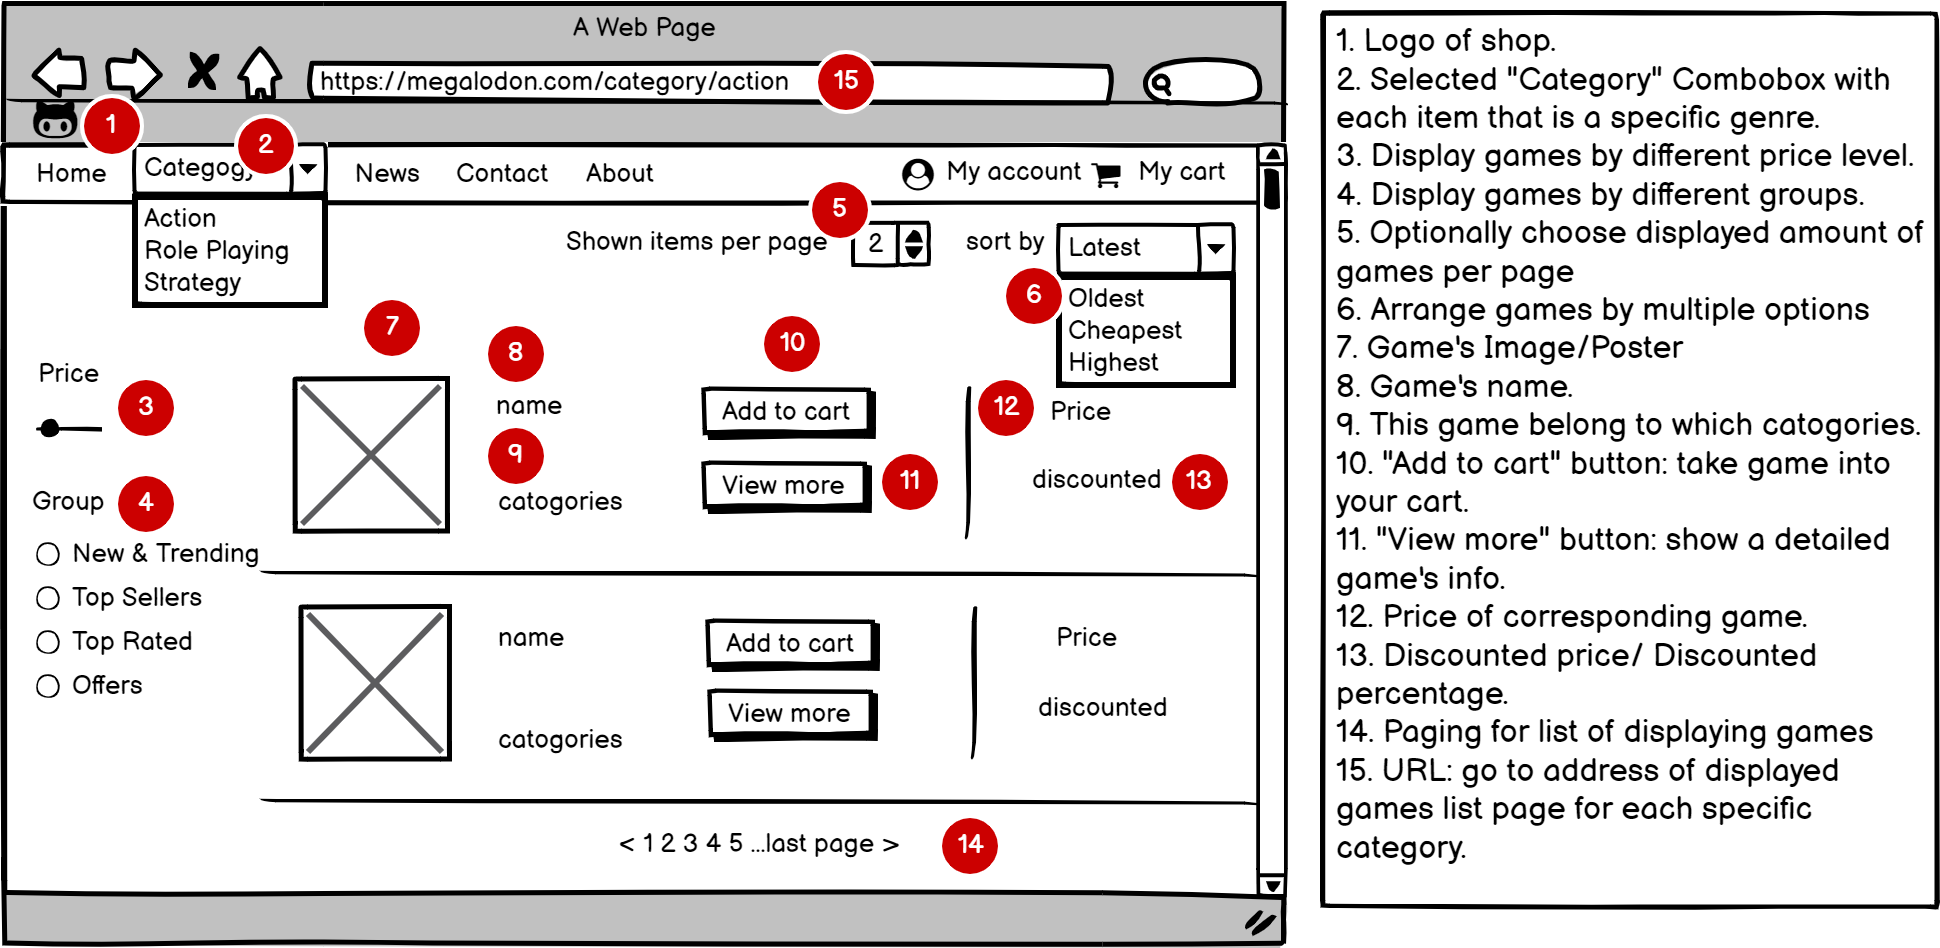 A Web Page
https://megalodon.com/category/action
15
1
2
Home
Categogy
News
Contact
About
My account
My cart
Action
Role Playing
Strategy
5
Shown items per page
2
sort by
Latest
6
Oldest
Cheapest
Highest
7
8
10
Price
3
name
Add to cart
12
Price
9
View more
11
discounted
13
Group
4
catogories
New & Trending
Top Sellers
Top Rated
Offers
name
Add to cart
Price
View more
discounted
catogories
< 1 2 3 4 5 ...last page >
14
1. Logo of shop.
2. Selected "Category" Combobox with
each item that is a specific genre.
3. Display games by different price level.
4. Display games by different groups.
5. Optionally choose displayed amount of
games per page
6. Arrange games by multiple options
7. Game's Image/Poster
8. Game's name.
9. This game belong to which catogories.
10. "Add to cart" button: take game into
your cart.
11. "View more" button: show a detailed
game's info.
12. Price of corresponding game.
13. Discounted price/ Discounted
percentage.
14. Paging for list of displaying games
15. URL: go to address of displayed
games list page for each specific
category.